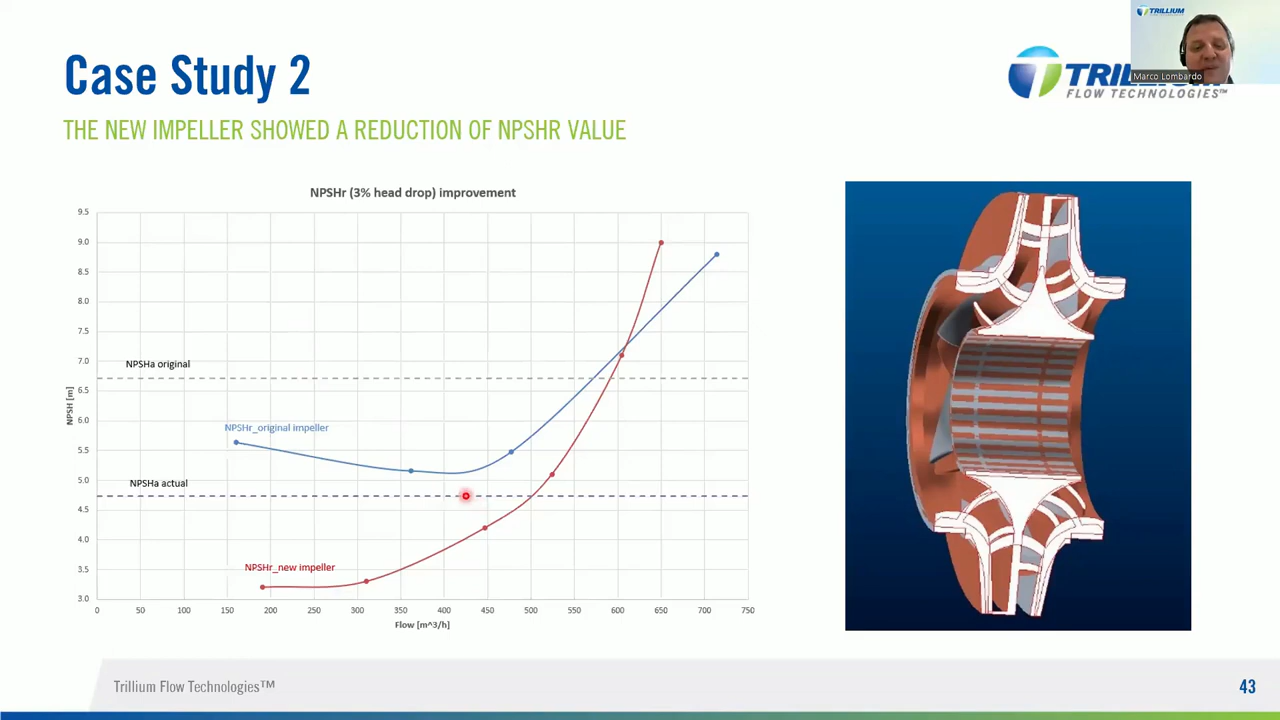 Case Study 2
THE NEW IMPELLER SHOWED A REDUCTION OF NPSHR VALUE
TRILLIUM
Marco Lombardo
FLOW TECHNOLOGIES™
NPSHr (3% head drop) improvement
9.5
9.0
8.5
8.0
7.5
7.0
6.5
6.0
5.5
5.0
4.5
4.0
3.5
3.0
NPSH [m]
NPSHa original
NPSHr_original impeller
NPSHa actual
NPSHr_new impeller
0 50 100 150 200 250 300 350 400 450 500 550 600 650 700 750
Flow [m^3/h]
Trillium Flow Technologies™
43